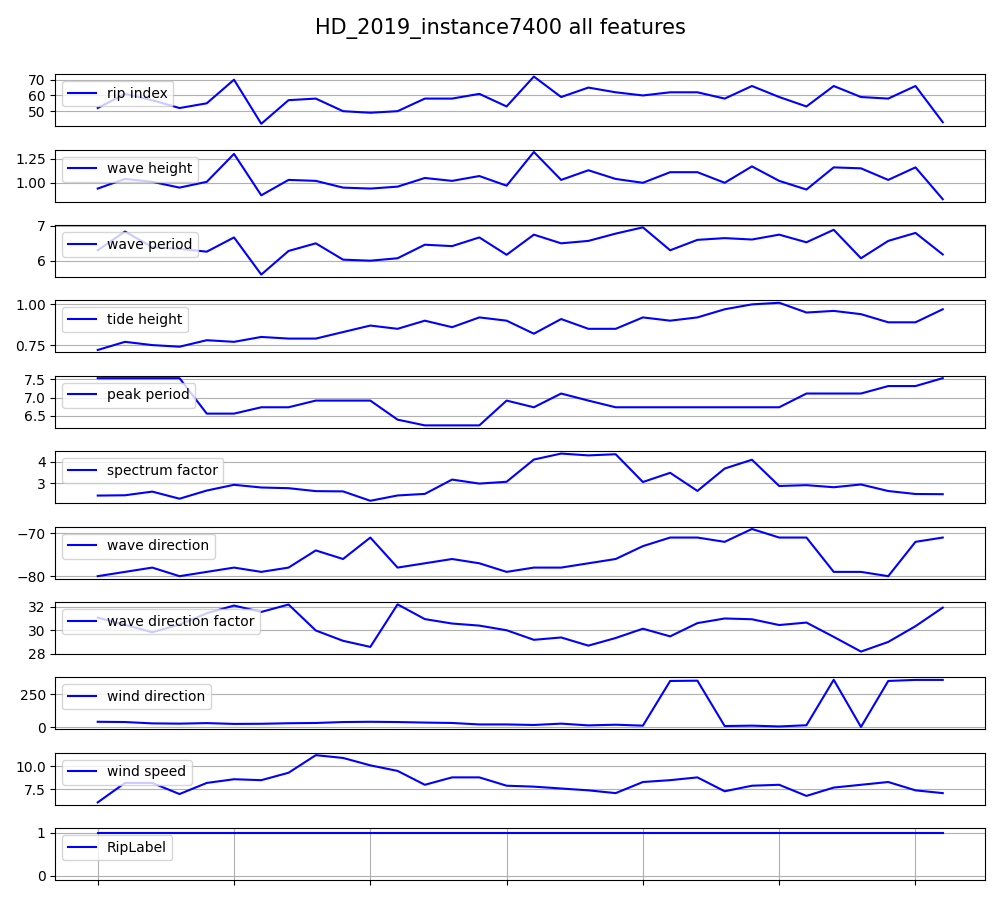 HD_2019_instance7400 all features
70
60
50
rip index
1.25
1.00
wave height
7
6
wave period
1.00
0.75
tide height
7.5
7.0
6.5
peak period
4
3
spectrum factor
−70
−80
wave direction
32
30
28
wave direction factor
250
0
wind direction
10.0
7.5
wind speed
1
0
RipLabel